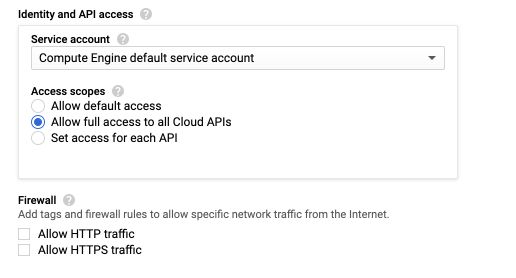 Identity and API access ?
Service account ?
Compute Engine default service account
Access scopes ?
Allow default access
Allow full access to all Cloud APIs
Set access for each API
Firewall ?
Add tags and firewall rules to allow specific network traffic from the Internet.
Allow HTTP traffic
Allow HTTPS traffic